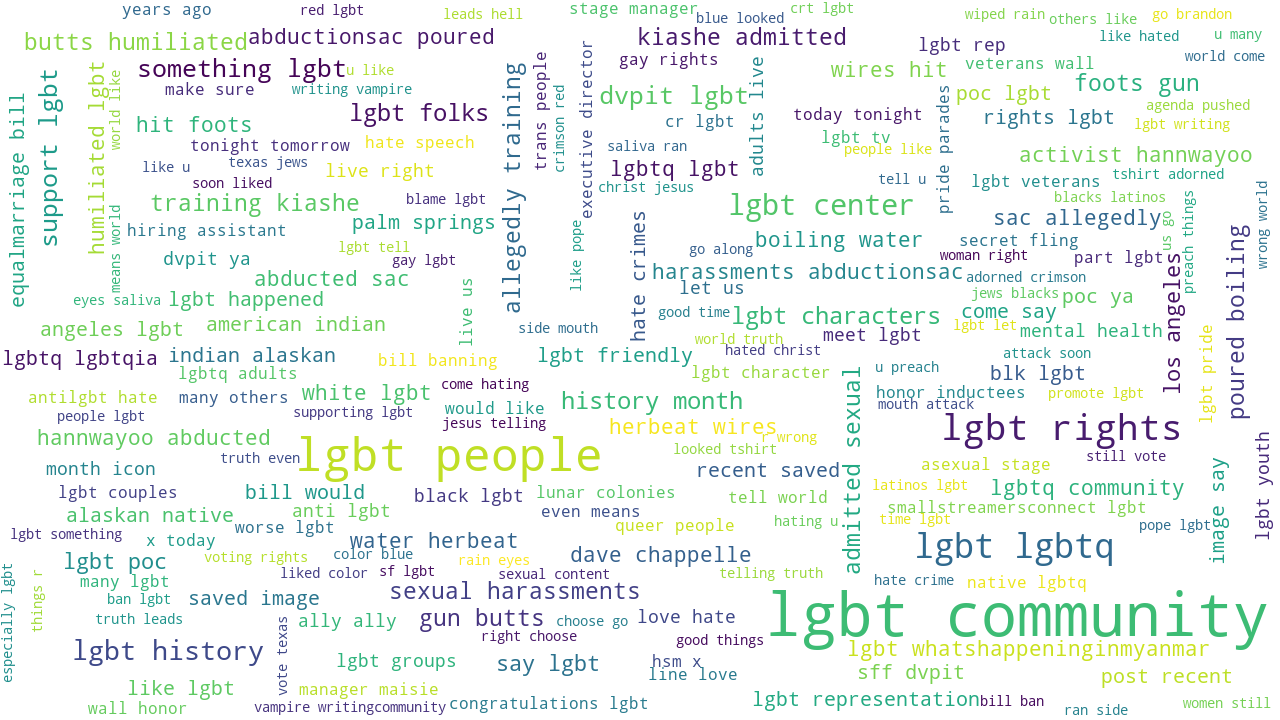 years ago
red lgbt
leads hell
stage manager
crt lgbt
blue looked
wiped rain
others like
go brandon
butts humiliated
abductionsac poured
kiashe admitted
like hated
u many
lgbt rep
world come
something lgbt
u like
gay rights
wires hit
veterans wall
foots gun
make sure
writing vampire
dvpit lgbt
poc lgbt
agenda pushed
lgbt folks
today tonight
rights lgbt
lgbt writing
hit foots
cr lgbt
lgbt tv
tonight tomorrow
hate speech
saliva ran
people like
activist hannwayoo
like u
texas jews
live right
lgbtq lgbt
tell u
lgbt veterans
tshirt adorned
soon liked
christ jesus
blacks latinos
training kiashe
blame lgbt
lgbt center
sac allegedly
hiring assistant
palm springs
boiling water
secret fling
lgbt tell
go along
woman right
part lgbt
dvpit ya
gay lgbt
harassments abductionsac
adorned crimson
abducted sac
let us
jews blacks
poc ya
eyes saliva
lgbt happened
good time
lgbt characters
come say
angeles lgbt
american indian
side mouth
world truth
meet lgbt
lgbt let
mental health
lgbtq lgbtqia
indian alaskan
bill banning
lgbt friendly
hated christ
attack soon
lgbtq adults
lgbt character
u preach
blk lgbt
antilgbt hate
many others
white lgbt
come hating
honor inductees
promote lgbt
people lgbt
supporting lgbt
would like
history month
mouth attack
jesus telling
herbeat wires
r wrong
lgbt rights
hannwayoo abducted
lgbt people
looked tshirt
still vote
month icon
truth even
recent saved
asexual stage
lgbt couples
bill would
black lgbt
lunar colonies
tell world
latinos lgbt
lgbtq community
alaskan native
anti lgbt
even means
hating u
smallstreamersconnect lgbt
lgbt something
worse lgbt
queer people
time lgbt
pope lgbt
x today
water herbeat
dave chappelle
lgbt lgbtq
lgbt poc
voting rights
color blue
rain eyes
many lgbt
liked color
sf lgbt
sexual content
telling truth
hate crime
native lgbtq
ban lgbt
saved image
sexual harassments
truth leads
ally ally
gun butts
choose go
love hate
lgbt community
right choose
good things
lgbt history
lgbt groups
say lgbt
hsm x
lgbt whatshappeninginmyanmar
line love
sff dvpit
post recent
like lgbt
manager maisie
wall honor
vampire writingcommunity
congratulations lgbt
lgbt representation
bill ban
women still
ran side
equalmarriage bill
support lgbt
humiliated lgbt
world like
means world
allegedly training
trans people
crimson red
executive director
like pope
live us
hate crimes
adults live
pride parades
admitted sexual
los angeles
us go
preach things
lgbt pride
poured boiling
wrong world
lgbt youth
image say
especially lgbt
things r
vote texas